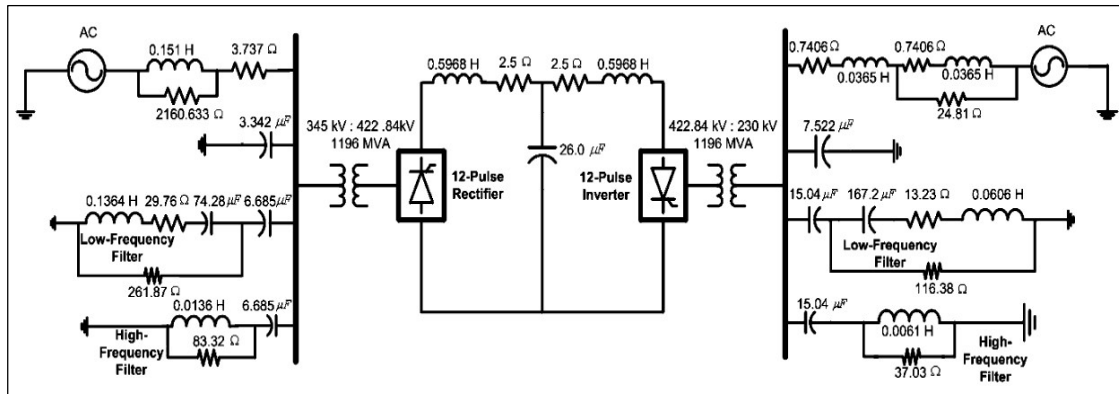 AC
0.151 H
3.737 Ω
2160.633 Ω
3.342 μF
0.1364 H
29.76 Ω
74.28 μF
6.685 μF
Low-Frequency
Filter
261.87 Ω
0.0136 H
6.685 μF
83.32 Ω
High-
Frequency
Filter
345 kV : 422 .84kV
1196 MVA
12-Pulse
Rectifier
0.5968 H
2.5 Ω
2.5 Ω
0.5968 H
26.0 μF
12-Pulse
Inverter
422.84 kV : 230 kV
1196 MVA
AC
0.7406 Ω
0.0365 H
0.7406 Ω
0.0365 H
24.81 Ω
7.522 μF
15.04 μF
167.2 μF
13.23 Ω
0.0606 H
Low-Frequency
Filter
116.38 Ω
15.04 μF
0.0061 H
37.03 Ω
High-
Frequency
Filter